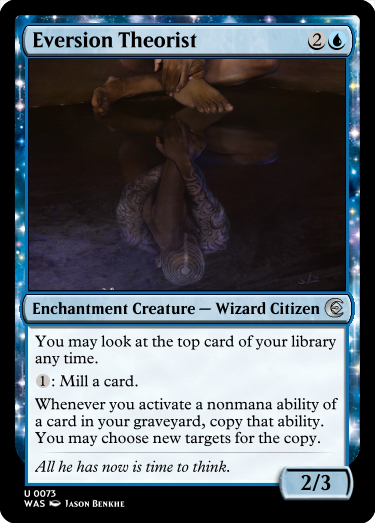 Eversion Theorist 2
Enchantment Creature — Wizard Citizen
You may look at the top card of your library
any time.
1: Mill a card.
Whenever you activate a nonmana ability of
a card in your graveyard, copy that ability.
You may choose new targets for the copy.
All he has now is time to think.
2/3
U 0073
WAS JASON BENHKE